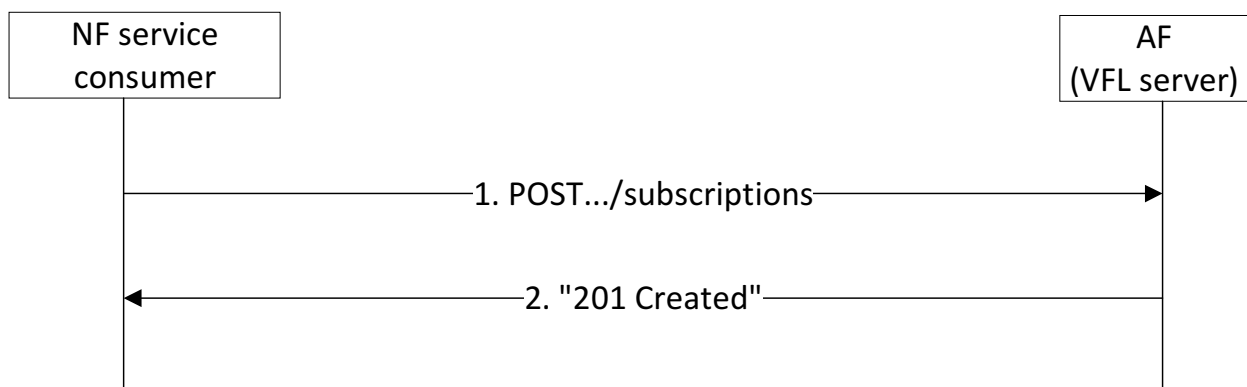 NF service
consumer
AF
(VFL server)
1. POST.../subscriptions
2. "201 Created"